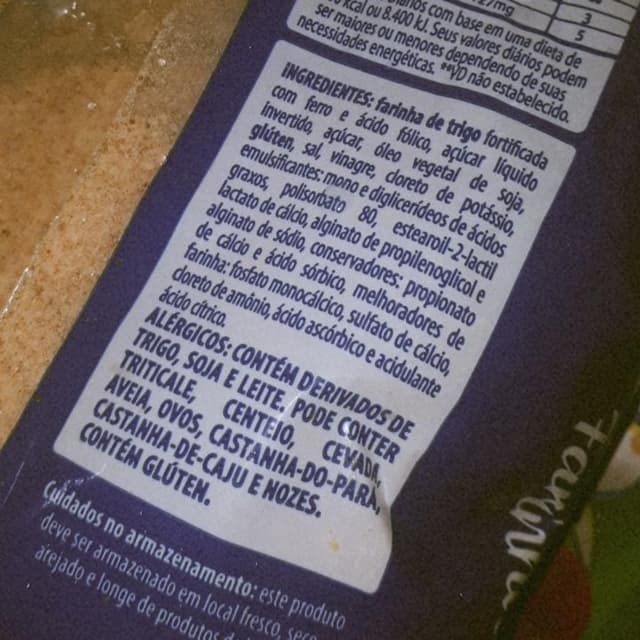 27mg 3
5
diários com base em uma dieta de
kcal ou 8.400 kJ. Seus valores diários podem
ser maiores ou menores dependendo de suas
necessidades energéticas. **VD não estabelecido.
INGREDIENTES: farinha de trigo fortificada
com ferro e ácido fólico, açúcar líquido
invertido, açúcar, óleo vegetal de soja,
glúten, sal, vinagre, cloreto de potássio,
emulsificantes: mono e diglicerídeos de ácidos
graxos, polisorbato 80, estearoil-2-lactil
lactato de cálcio, alginato de propilenoglicol e
alginato de sódio, conservadores: propionato
de cálcio e ácido sórbico, melhoradores de
farinha: fosfato monocálcico, sulfato de cálcio,
cloreto de amônio, ácido ascórbico e acidulante
ácido cítrico.
ALÉRGICOS: CONTÉM DERIVADOS DE
TRIGO, SOJA E LEITE. PODE CONTER
TRITICALE, CENTEIO, CEVADA,
AVEIA, OVOS, CASTANHA-DO-PARÁ,
CASTANHA-DE-CAJU E NOZES.
CONTÉM GLÚTEN.
Cuidados no armazenamento: este produto
deve ser armazenado em local fresco, seco
arejado e longe de produtos